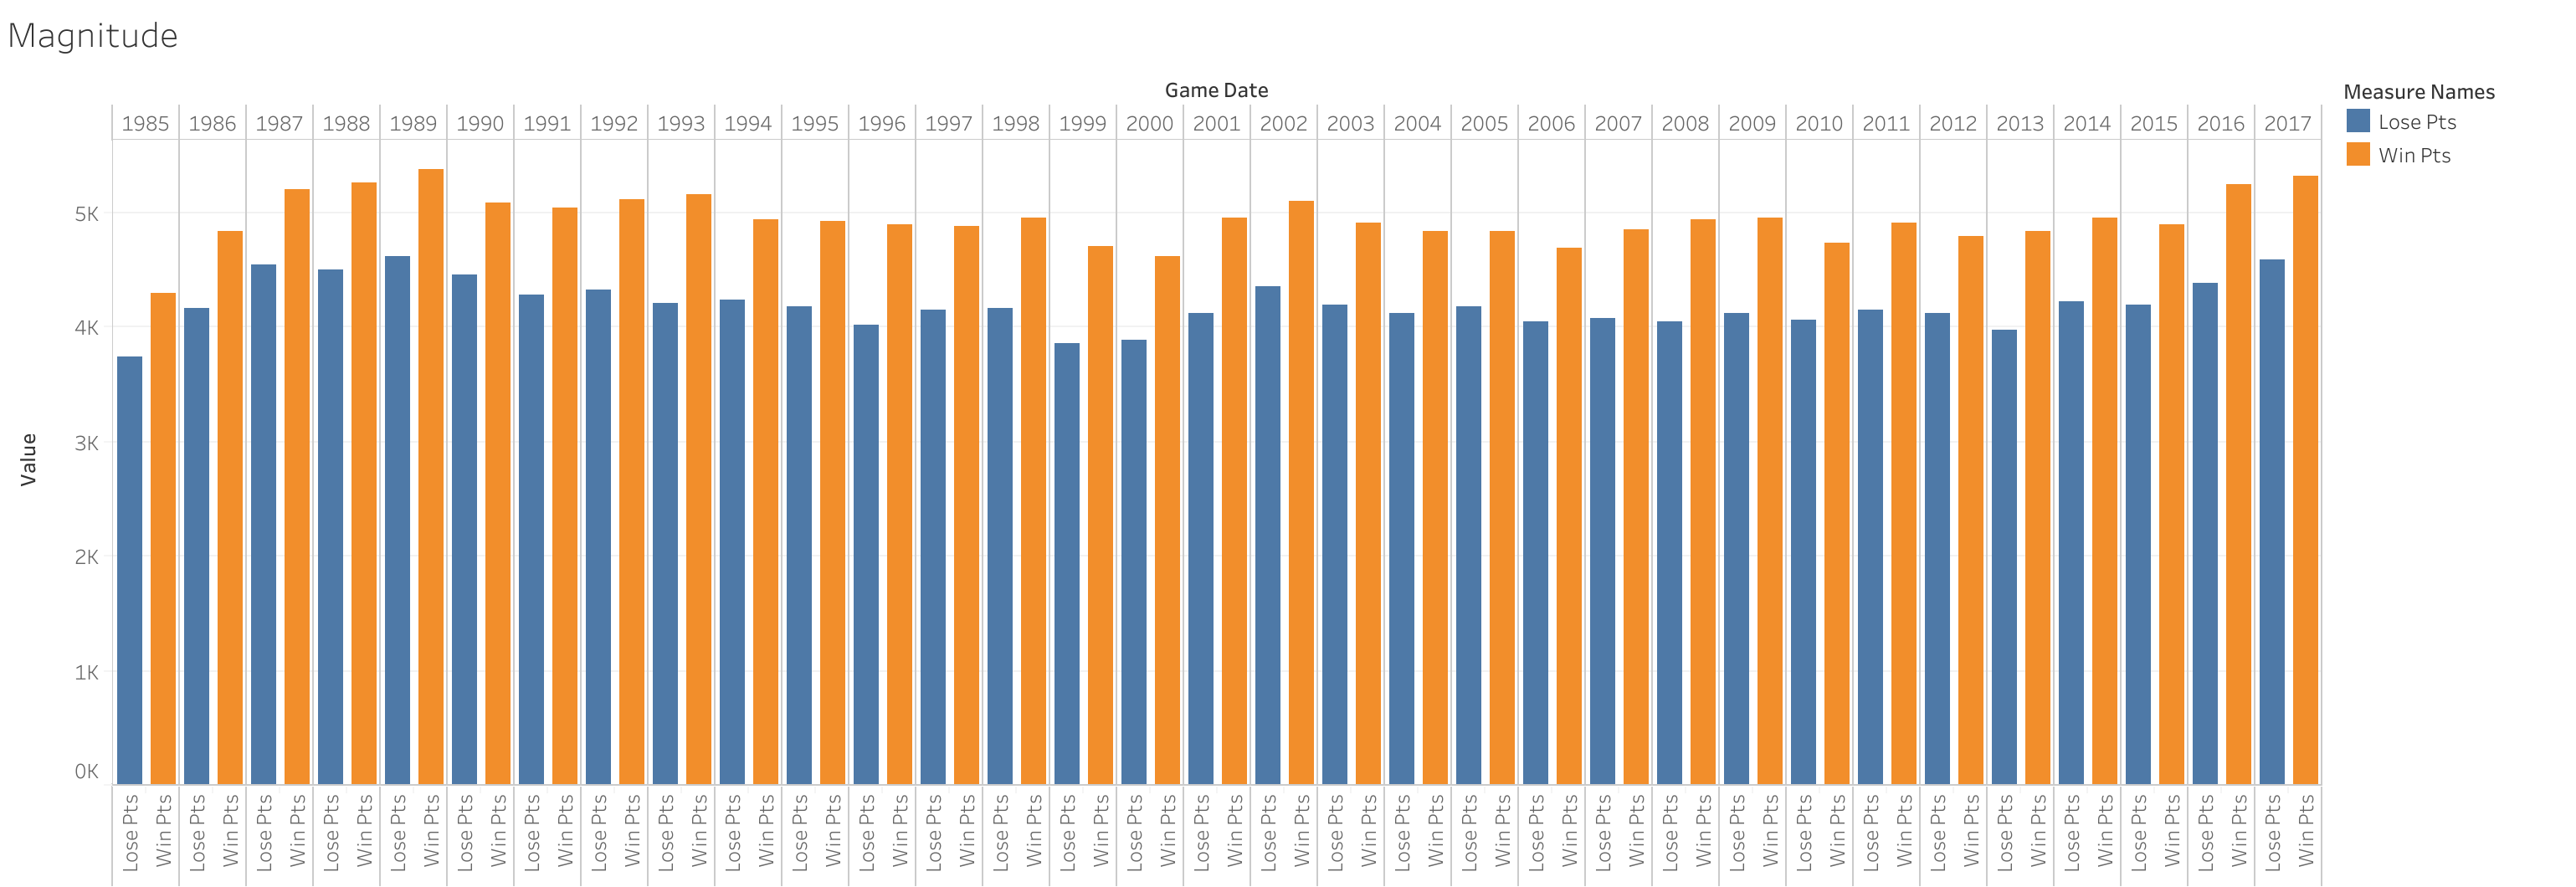 Magnitude
Game Date
Measure Names
Lose Pts
Win Pts
1985 1986 1987 1988 1989 1990 1991 1992 1993 1994 1995 1996 1997 1998 1999 2000 2001 2002 2003 2004 2005 2006 2007 2008 2009 2010 2011 2012 2013 2014 2015 2016 2017
Value
5K
4K
3K
2K
1K
0K
Lose Pts Win Pts Lose Pts Win Pts Lose Pts Win Pts Lose Pts Win Pts Lose Pts Win Pts Lose Pts Win Pts Lose Pts Win Pts Lose Pts Win Pts Lose Pts Win Pts Lose Pts Win Pts Lose Pts Win Pts Lose Pts Win Pts Lose Pts Win Pts Lose Pts Win Pts Lose Pts Win Pts Lose Pts Win Pts Lose Pts Win Pts Lose Pts Win Pts Lose Pts Win Pts Lose Pts Win Pts Lose Pts Win Pts Lose Pts Win Pts Lose Pts Win Pts Lose Pts Win Pts Lose Pts Win Pts Lose Pts Win Pts Lose Pts Win Pts Lose Pts Win Pts Lose Pts Win Pts Lose Pts Win Pts Lose Pts Win Pts Lose Pts Win Pts Lose Pts Win Pts